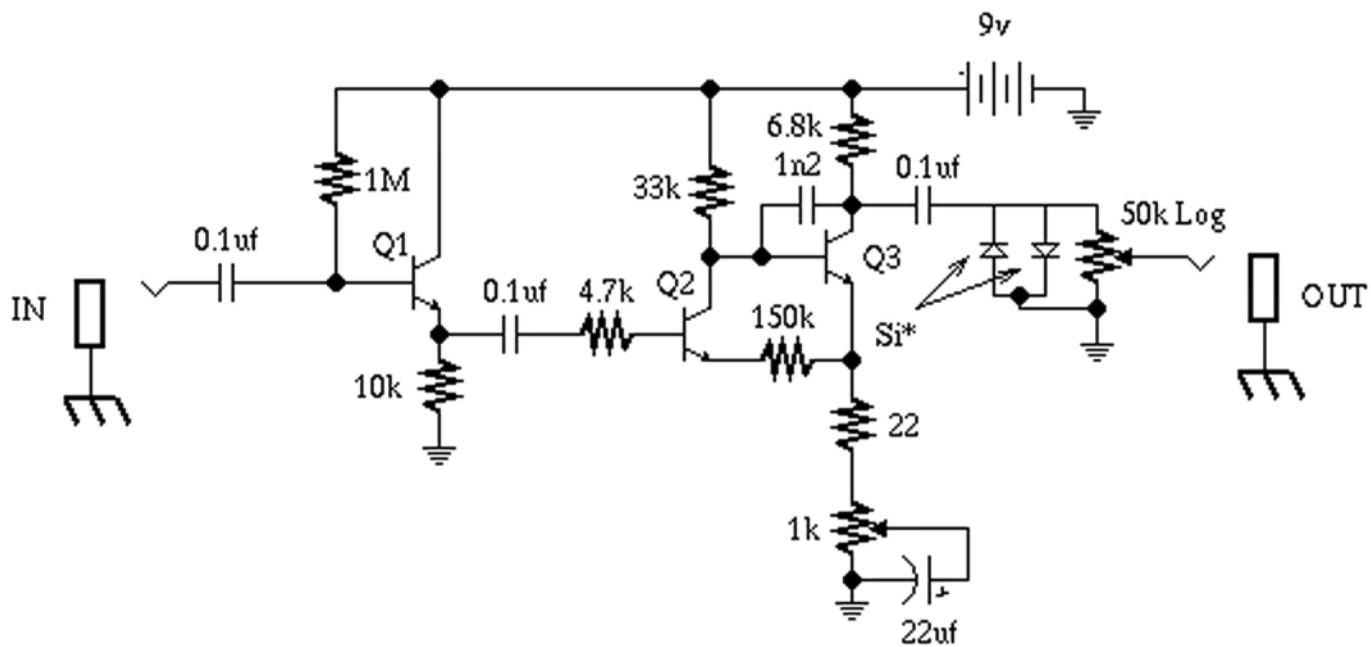 9v
6.8k
1n2
0.1uf
1M
33k
50k Log
Q1
Q3
0.1uf
0.1uf
4.7k
Q2
IN
OUT
150k
Si*
10k
22
1k
+
22uf